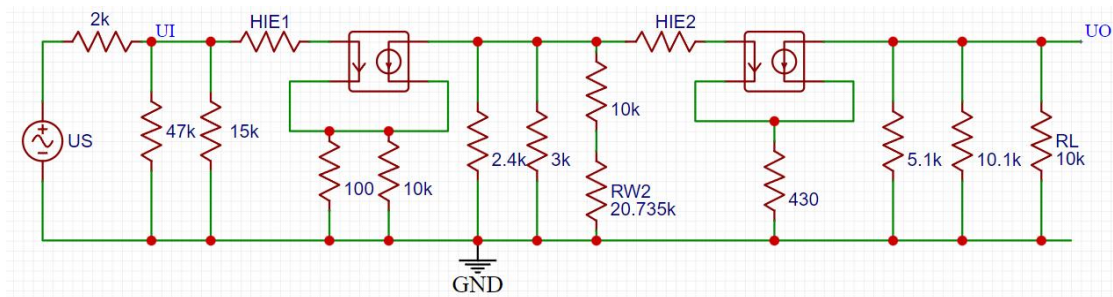 2k
UI
HIE1
HIE2
UO
US
47k
15k
100
10k
2.4k
3k
10k
RW2
20.735k
430
5.1k
10.1k
RL
10k
GND